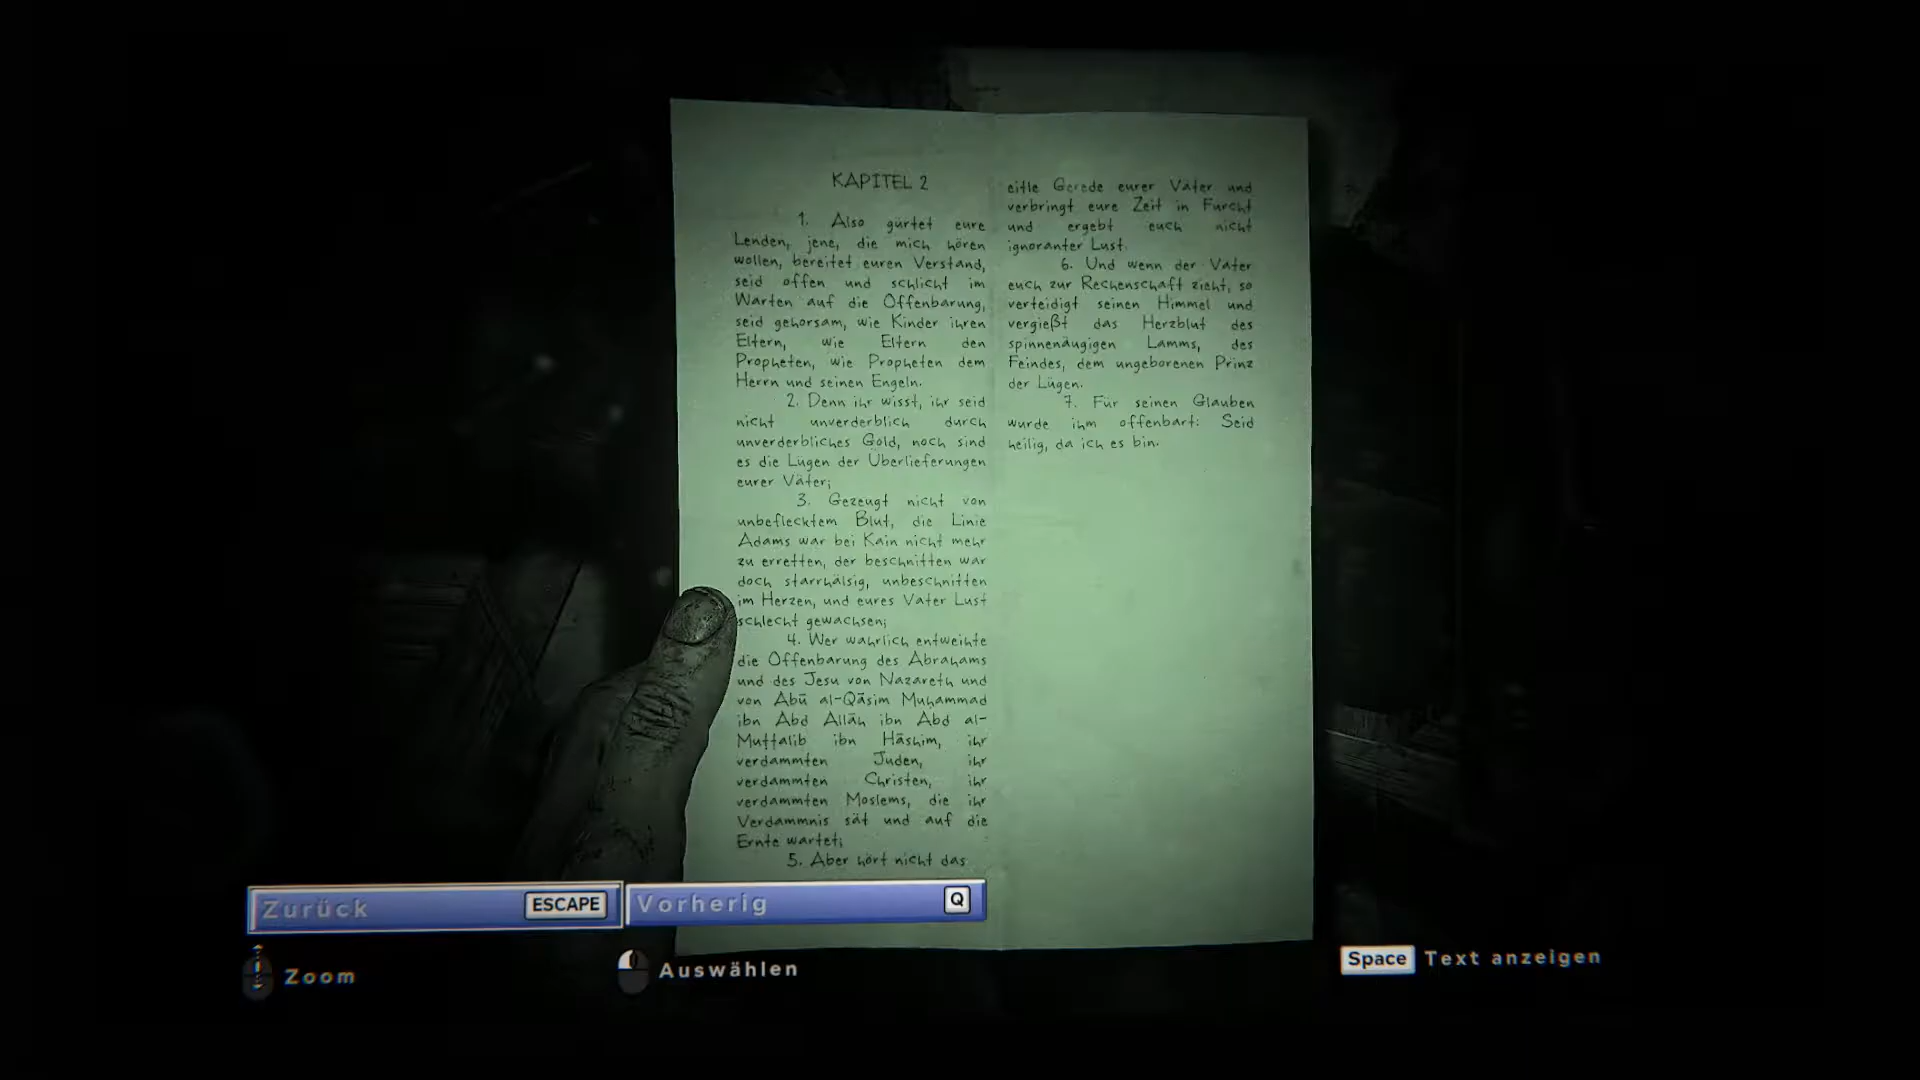 KAPITEL 2
1. Also gürtet eure
Lenden, jene, die mich hören
wollen, bereitet euren Verstand,
seid offen und schlicht im
Warten auf die Offenbarung,
seid gehorsam, wie Kinder ihren
Eltern, wie Eltern den
Propheten, wie Propheten dem
Herrn und seinen Engeln.
2. Denn ihr wisst, ihr seid
nicht unverderblich durch
unverderbliches Gold, noch sind
es die Lügen der Überlieferungen
eurer Väter;
3. Gezeugt nicht von
unbeflecktem Blut, die Linie
Adams war bei Kain nicht mehr
zu erretten, der beschnitten war
doch starrhälsig, unbeschnitten
im Herzen, und eures Vater Lust
schlecht gewachsen;
4. Wer wahrlich entweihte
die Offenbarung des Abrahams
und des Jesu von Nazareth und
von Abū al-Qāsim Muhammad
ibn Abd Allāh ibn Abd al-
Muttalib ibn Hāshim, ihr
verdammten Juden, ihr
verdammten Christen, ihr
verdammten Moslems, die ihr
Verdammnis sät und auf die
Ernte wartet;
5. Aber hört nicht das
eitle Gerede eurer Väter und
verbringt eure Zeit in Furcht
und ergebt euch nicht
ignoranter Lust.
6. Und wenn der Vater
euch zur Rechenschaft zieht, so
verteidigt seinen Himmel und
vergießt das Herzblut des
spinnenäugigen Lamms, des
Feindes, dem ungeborenen Prinz
der Lügen.
7. Für seinen Glauben
wurde ihm offenbart: Seid
heilig, da ich es bin.
Zurück ESCAPE Vorherig Q
Zoom Auswählen Space Text anzeigen